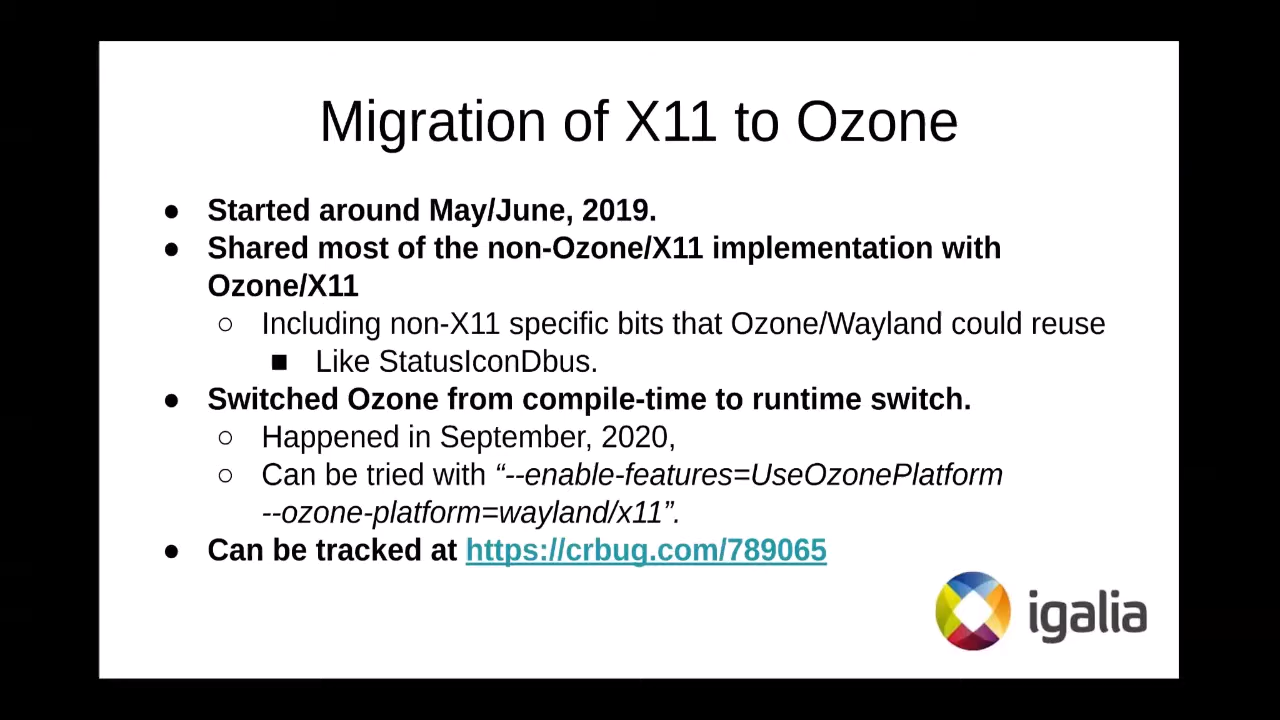 Migration of X11 to Ozone
● Started around May/June, 2019.
● Shared most of the non-Ozone/X11 implementation with
Ozone/X11
○ Including non-X11 specific bits that Ozone/Wayland could reuse
■ Like StatusIconDbus.
● Switched Ozone from compile-time to runtime switch.
○ Happened in September, 2020,
○ Can be tried with “--enable-features=UseOzonePlatform
--ozone-platform=wayland/x11”.
● Can be tracked at https://crbug.com/789065
igalia